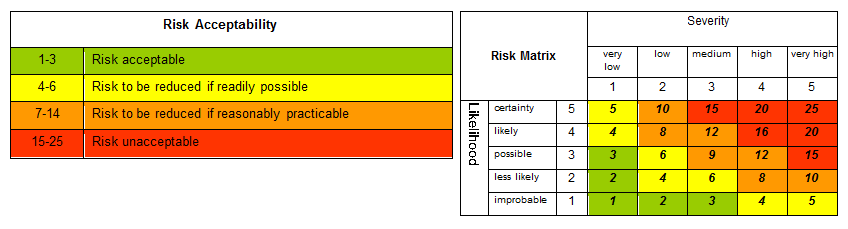 Risk Acceptability
1-3 Risk acceptable
4-6 Risk to be reduced if readily possible
7-14 Risk to be reduced if reasonably practicable
15-25 Risk unacceptable
Risk Matrix
Severity
very low
low
medium
high
very high
1 2 3 4 5
Likelihood
certainty 5 5 10 15 20 25
likely 4 4 8 12 16 20
possible 3 3 6 9 12 15
less likely 2 2 4 6 8 10
improbable 1 1 2 3 4 5